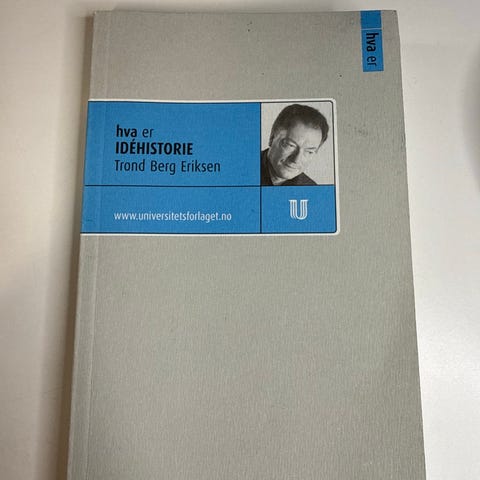 hva er
hva er
IDÉHISTORIE
Trond Berg Eriksen
www.universitetsforlaget.no
U